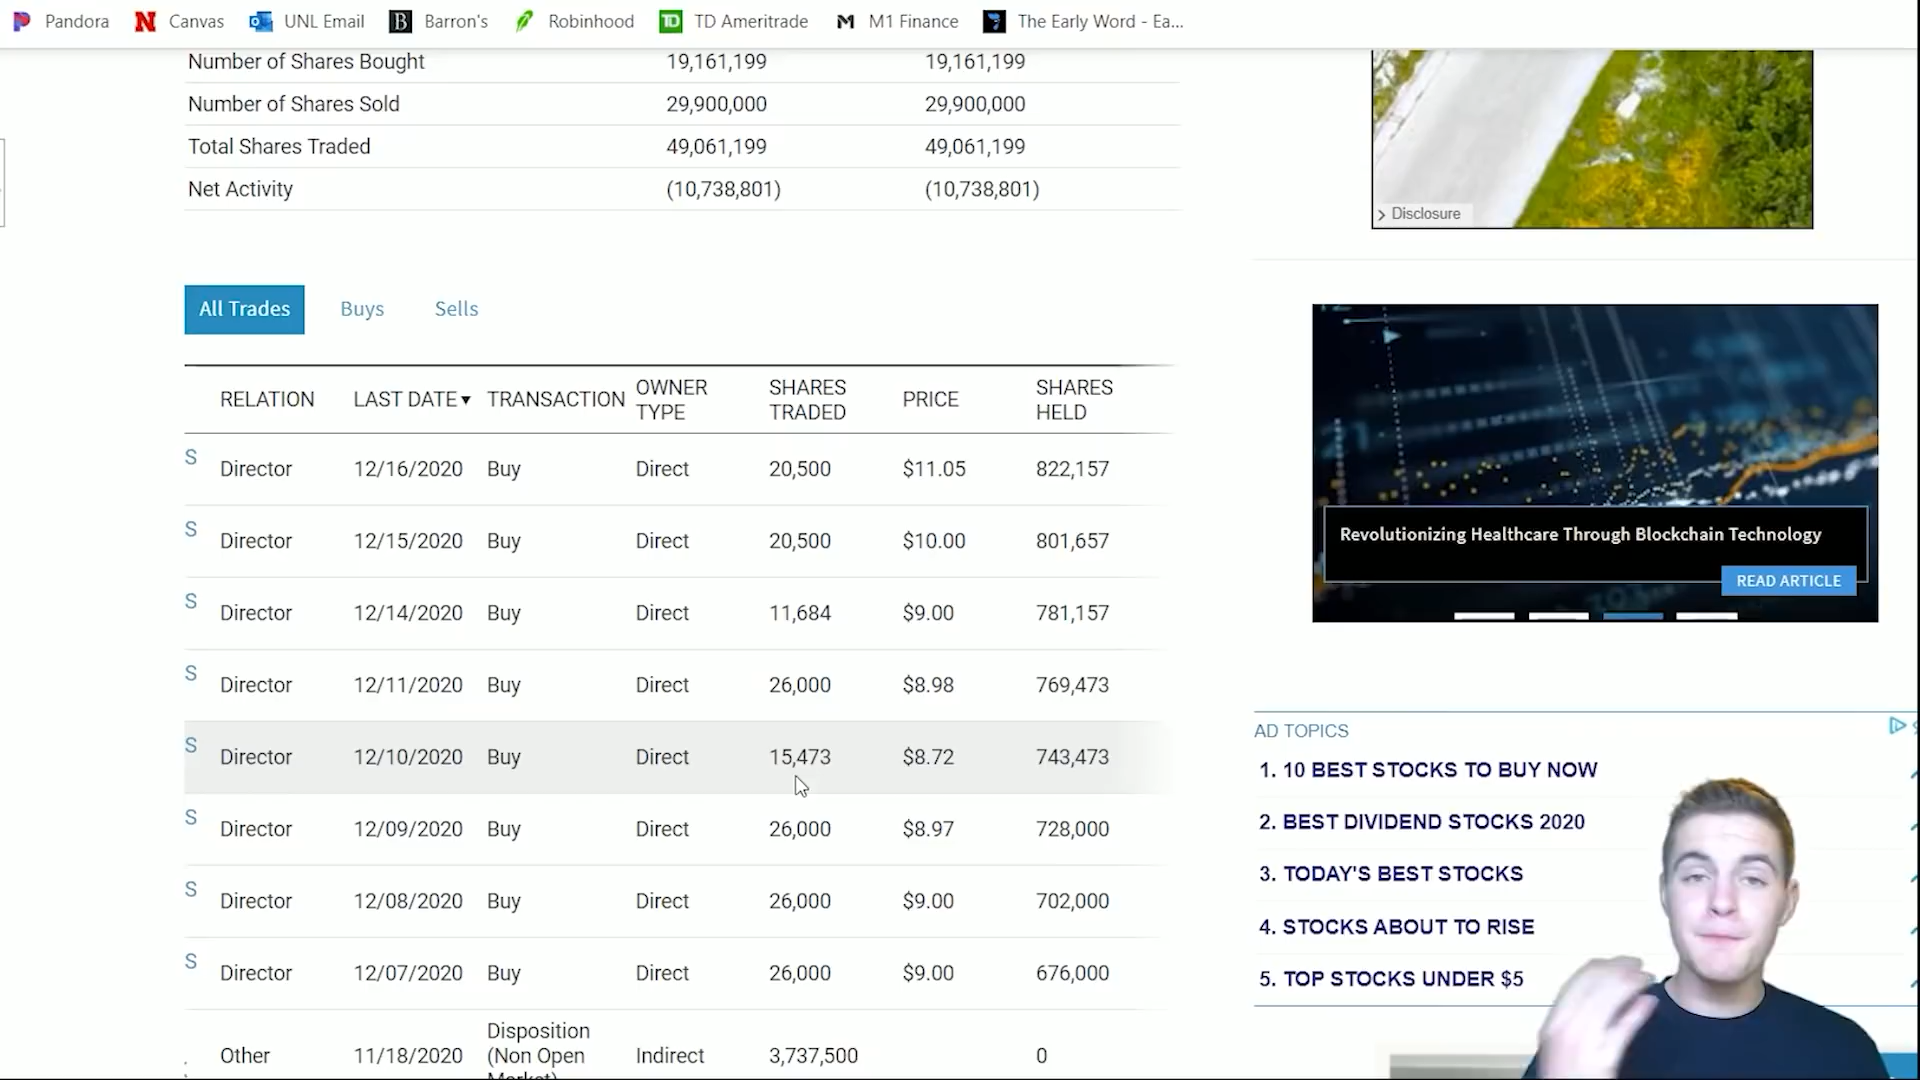 Pandora Canvas UNL Email Barron's Robinhood TD Ameritrade M1 Finance The Early Word - Ea...
Number of Shares Bought 19,161,199 19,161,199
Number of Shares Sold 29,900,000 29,900,000
Total Shares Traded 49,061,199 49,061,199
Net Activity (10,738,801) (10,738,801)
Disclosure
All Trades Buys Sells
RELATION LAST DATE TRANSACTION OWNER TYPE SHARES TRADED PRICE SHARES HELD
S Director 12/16/2020 Buy Direct 20,500 $11.05 822,157
S Director 12/15/2020 Buy Direct 20,500 $10.00 801,657
S Director 12/14/2020 Buy Direct 11,684 $9.00 781,157
S Director 12/11/2020 Buy Direct 26,000 $8.98 769,473
S Director 12/10/2020 Buy Direct 15,473 $8.72 743,473
S Director 12/09/2020 Buy Direct 26,000 $8.97 728,000
S Director 12/08/2020 Buy Direct 26,000 $9.00 702,000
S Director 12/07/2020 Buy Direct 26,000 $9.00 676,000
Other 11/18/2020 Disposition (Non Open Market) Indirect 3,737,500 0
Revolutionizing Healthcare Through Blockchain Technology
READ ARTICLE
AD TOPICS
1. 10 BEST STOCKS TO BUY NOW
2. BEST DIVIDEND STOCKS 2020
3. TODAY'S BEST STOCKS
4. STOCKS ABOUT TO RISE
5. TOP STOCKS UNDER $5